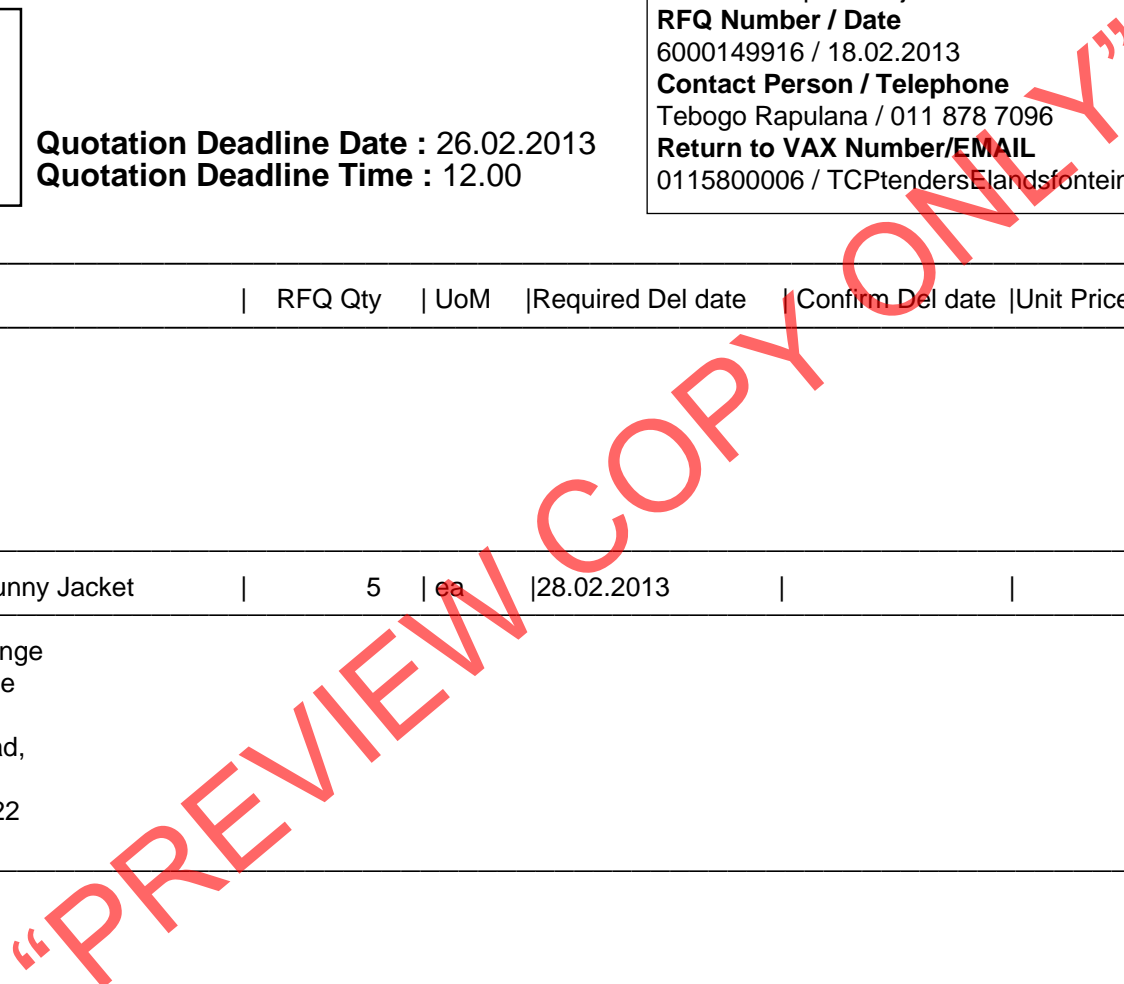 RFQ Number / Date
6000149916 / 18.02.2013
Contact Person / Telephone
Tebogo Rapulana / 011 878 7096
Return to VAX Number/EMAIL
0115800006 / TCPtendersElandsfontein
Quotation Deadline Date : 26.02.2013
Quotation Deadline Time : 12.00
| RFQ Qty | UoM |Required Del date | Confirm Del date |Unit Price
unny Jacket | 5 | ea |28.02.2013 | |
nge
e
ad,
22
“PREVIEW COPY ONLY”